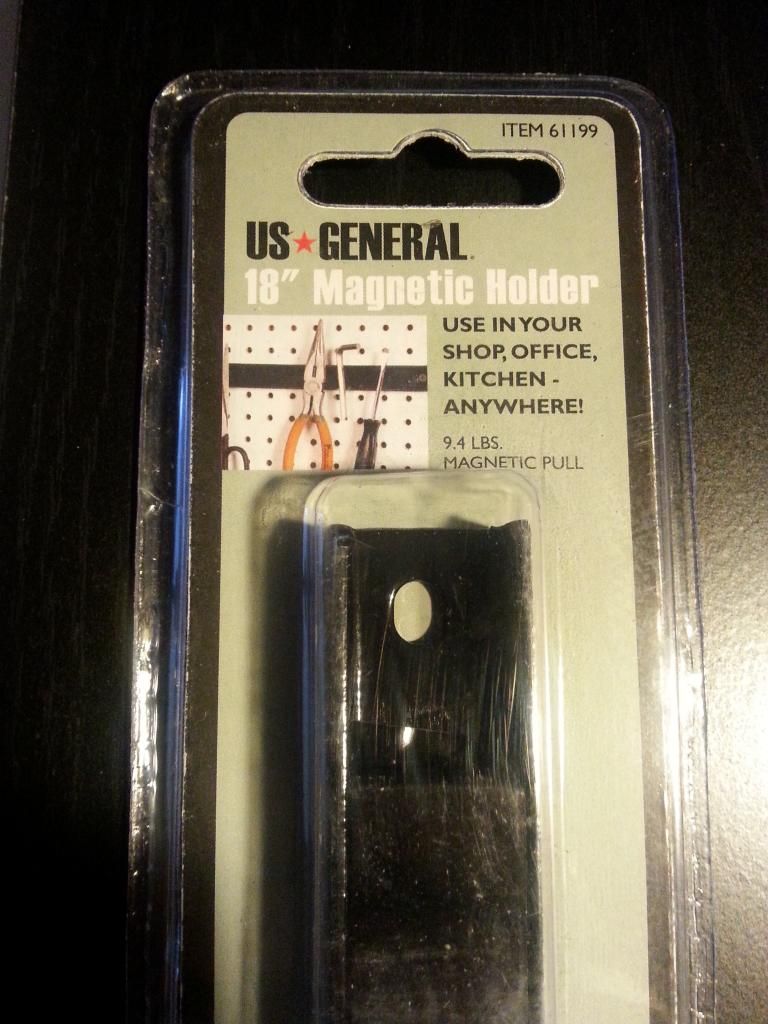 ITEM 61199
US★GENERAL.
18" Magnetic Holder
USE IN YOUR
SHOP, OFFICE,
KITCHEN -
ANYWHERE!
9.4 LBS.
MAGNETIC PULL